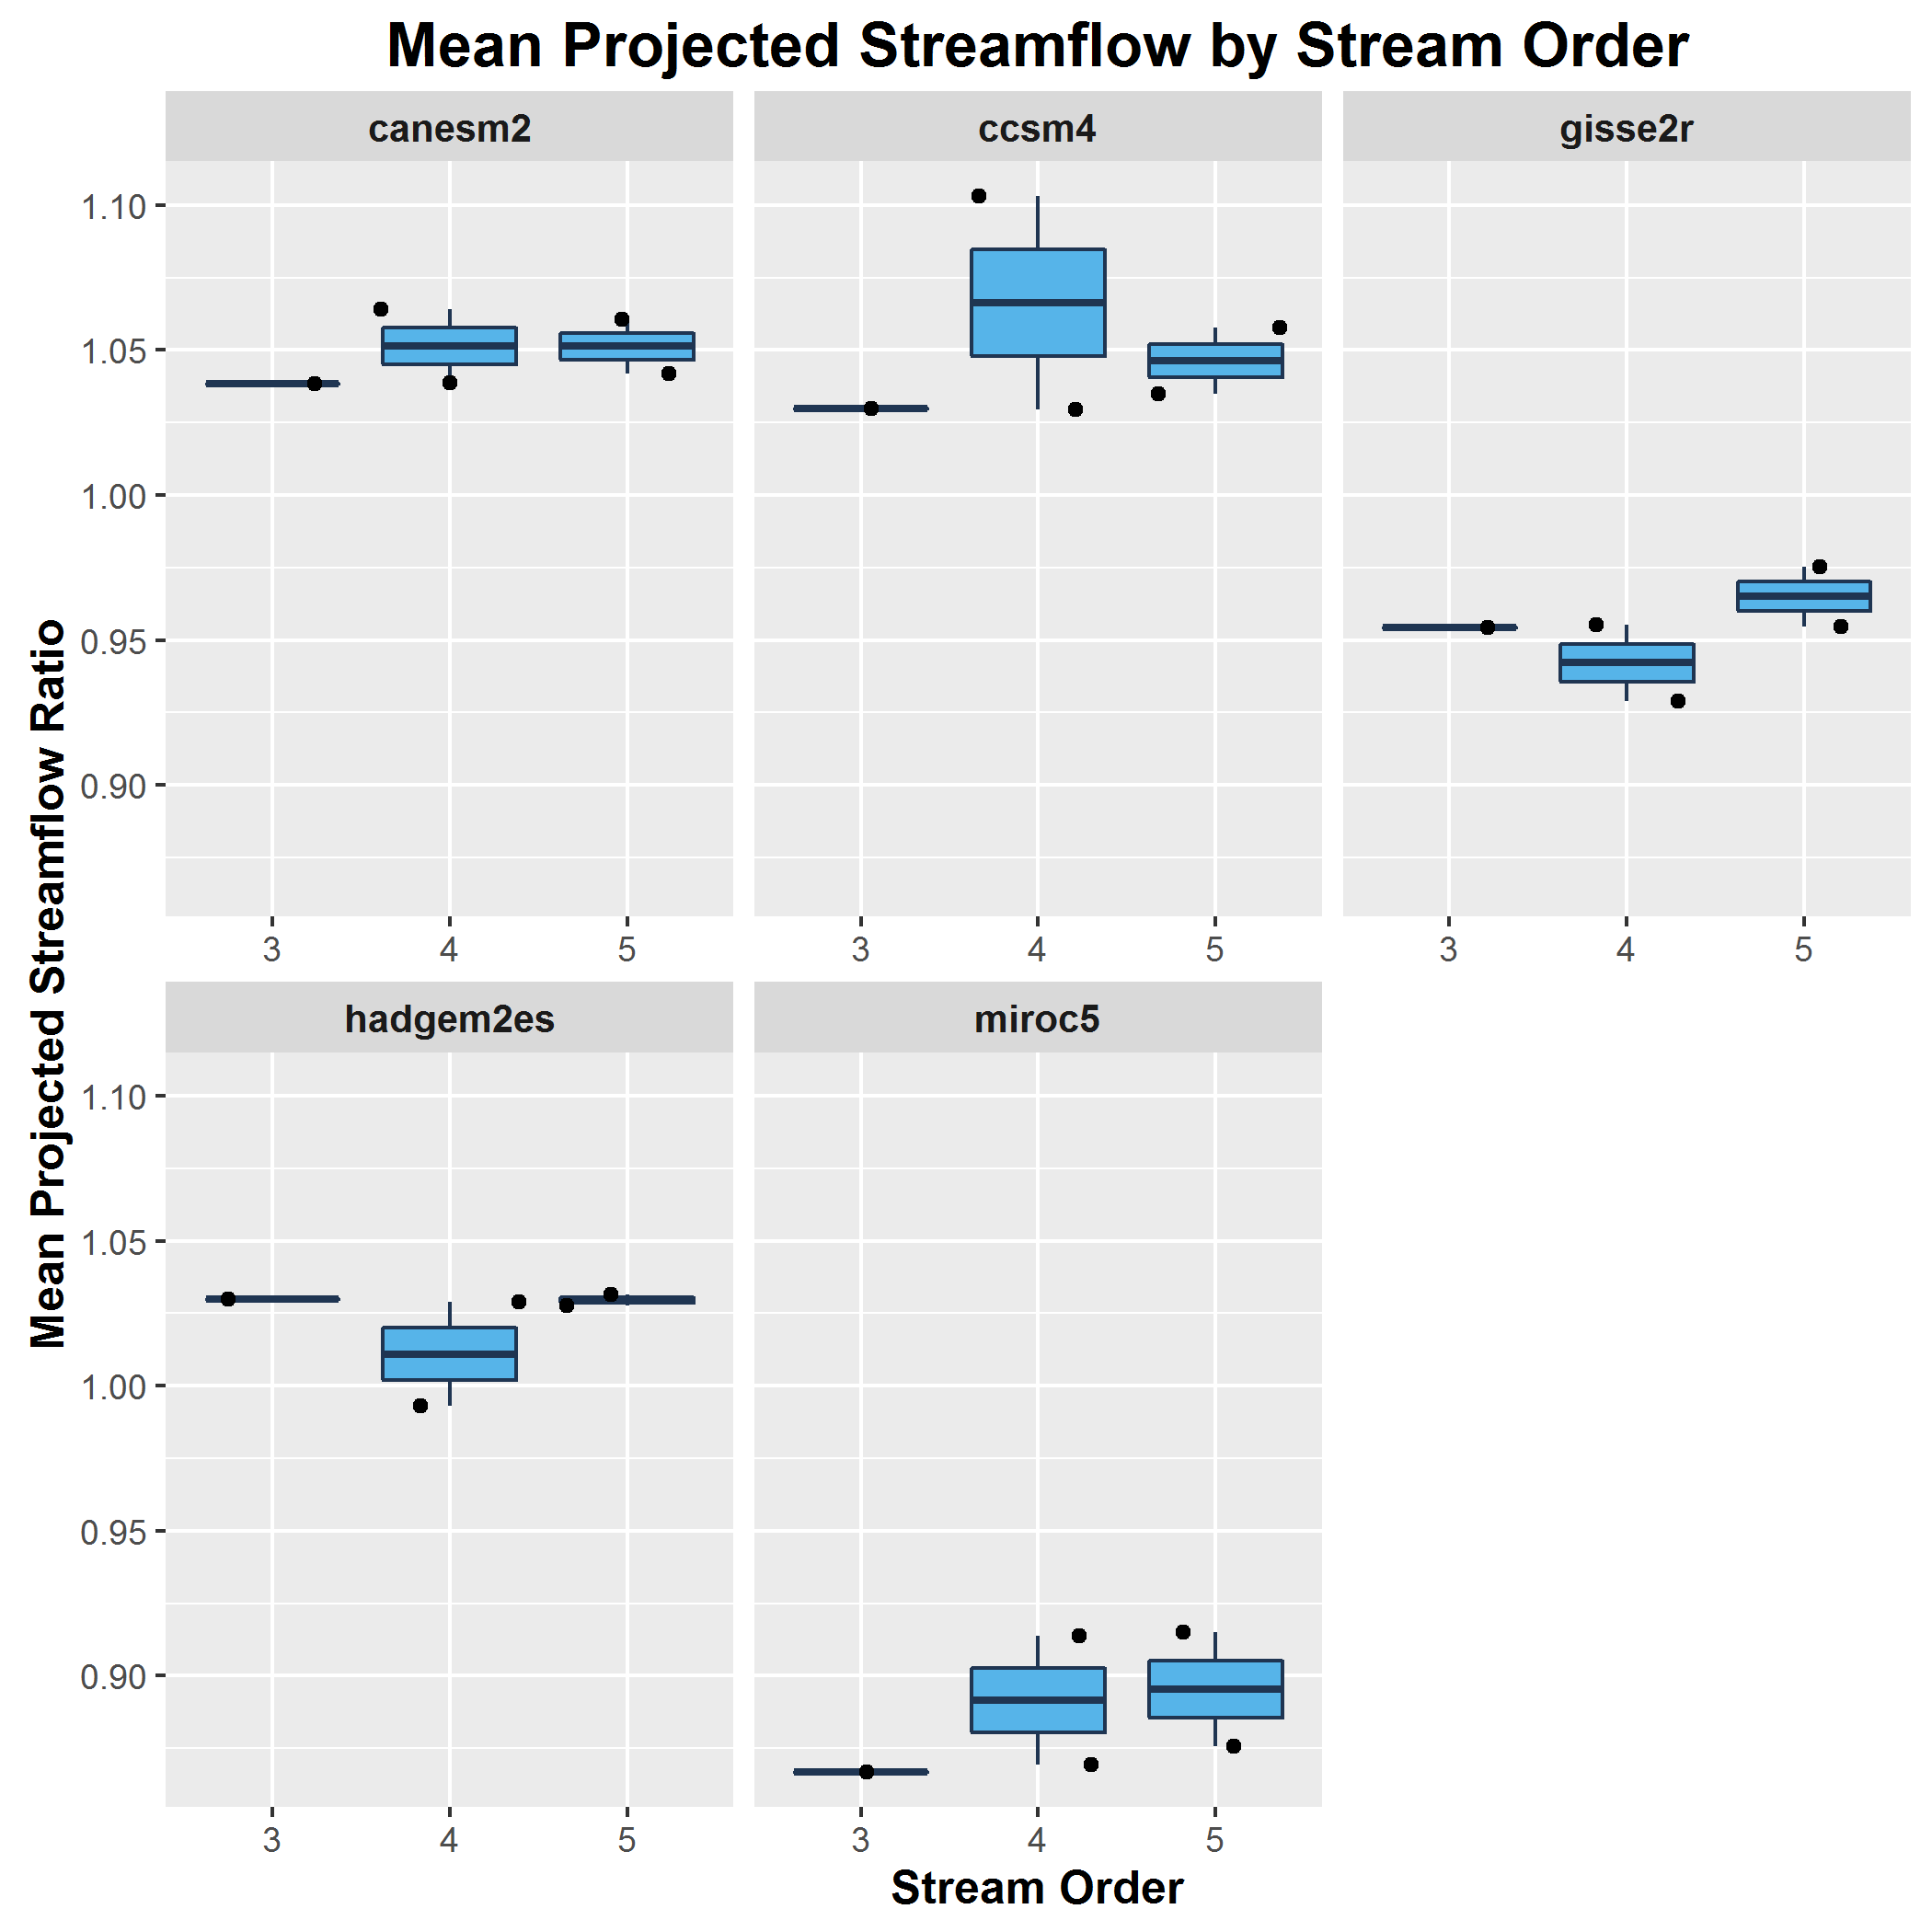 Mean Projected Streamflow by Stream Order
canesm2
ccsm4
gisse2r
1.10
1.05
1.00
0.95
0.90
3 4 5
3 4 5
3 4 5
Mean Projected Streamflow Ratio
hadgem2es
miroc5
1.10
1.05
1.00
0.95
0.90
3 4 5
3 4 5
Stream Order